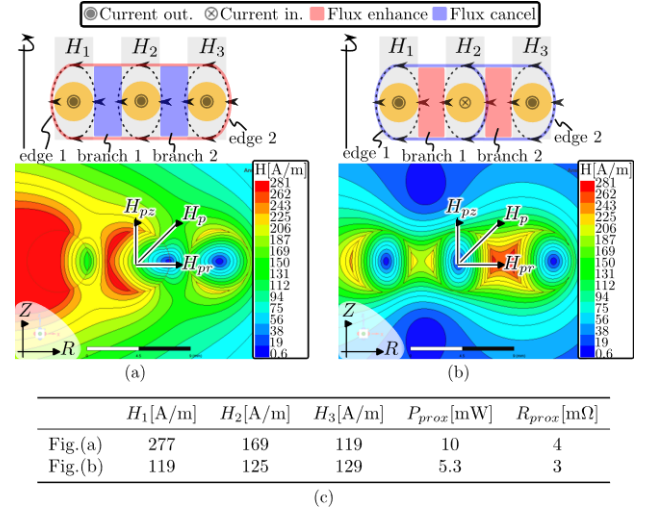 Current out. Current in. Flux enhance Flux cancel
H1 H2 H3 H1 H2 H3
edge 1 branch 1 branch 2 edge 2 edge 1 branch 1 branch 2 edge 2
H[A/m] H[A/m]
281 281
262 262
243 243
225 225
206 206
187 187
169 169
150 150
131 131
112 112
94 94
75 75
56 56
38 38
19 19
0.6 0.6
Hpz Hp Hpz Hp
Hpr Hpr
Z Z
R R
(a) (b)
H1[A/m] H2[A/m] H3[A/m] Pprox[mW] Rprox[mΩ]
Fig.(a) 277 169 119 10 4
Fig.(b) 119 125 129 5.3 3
(c)